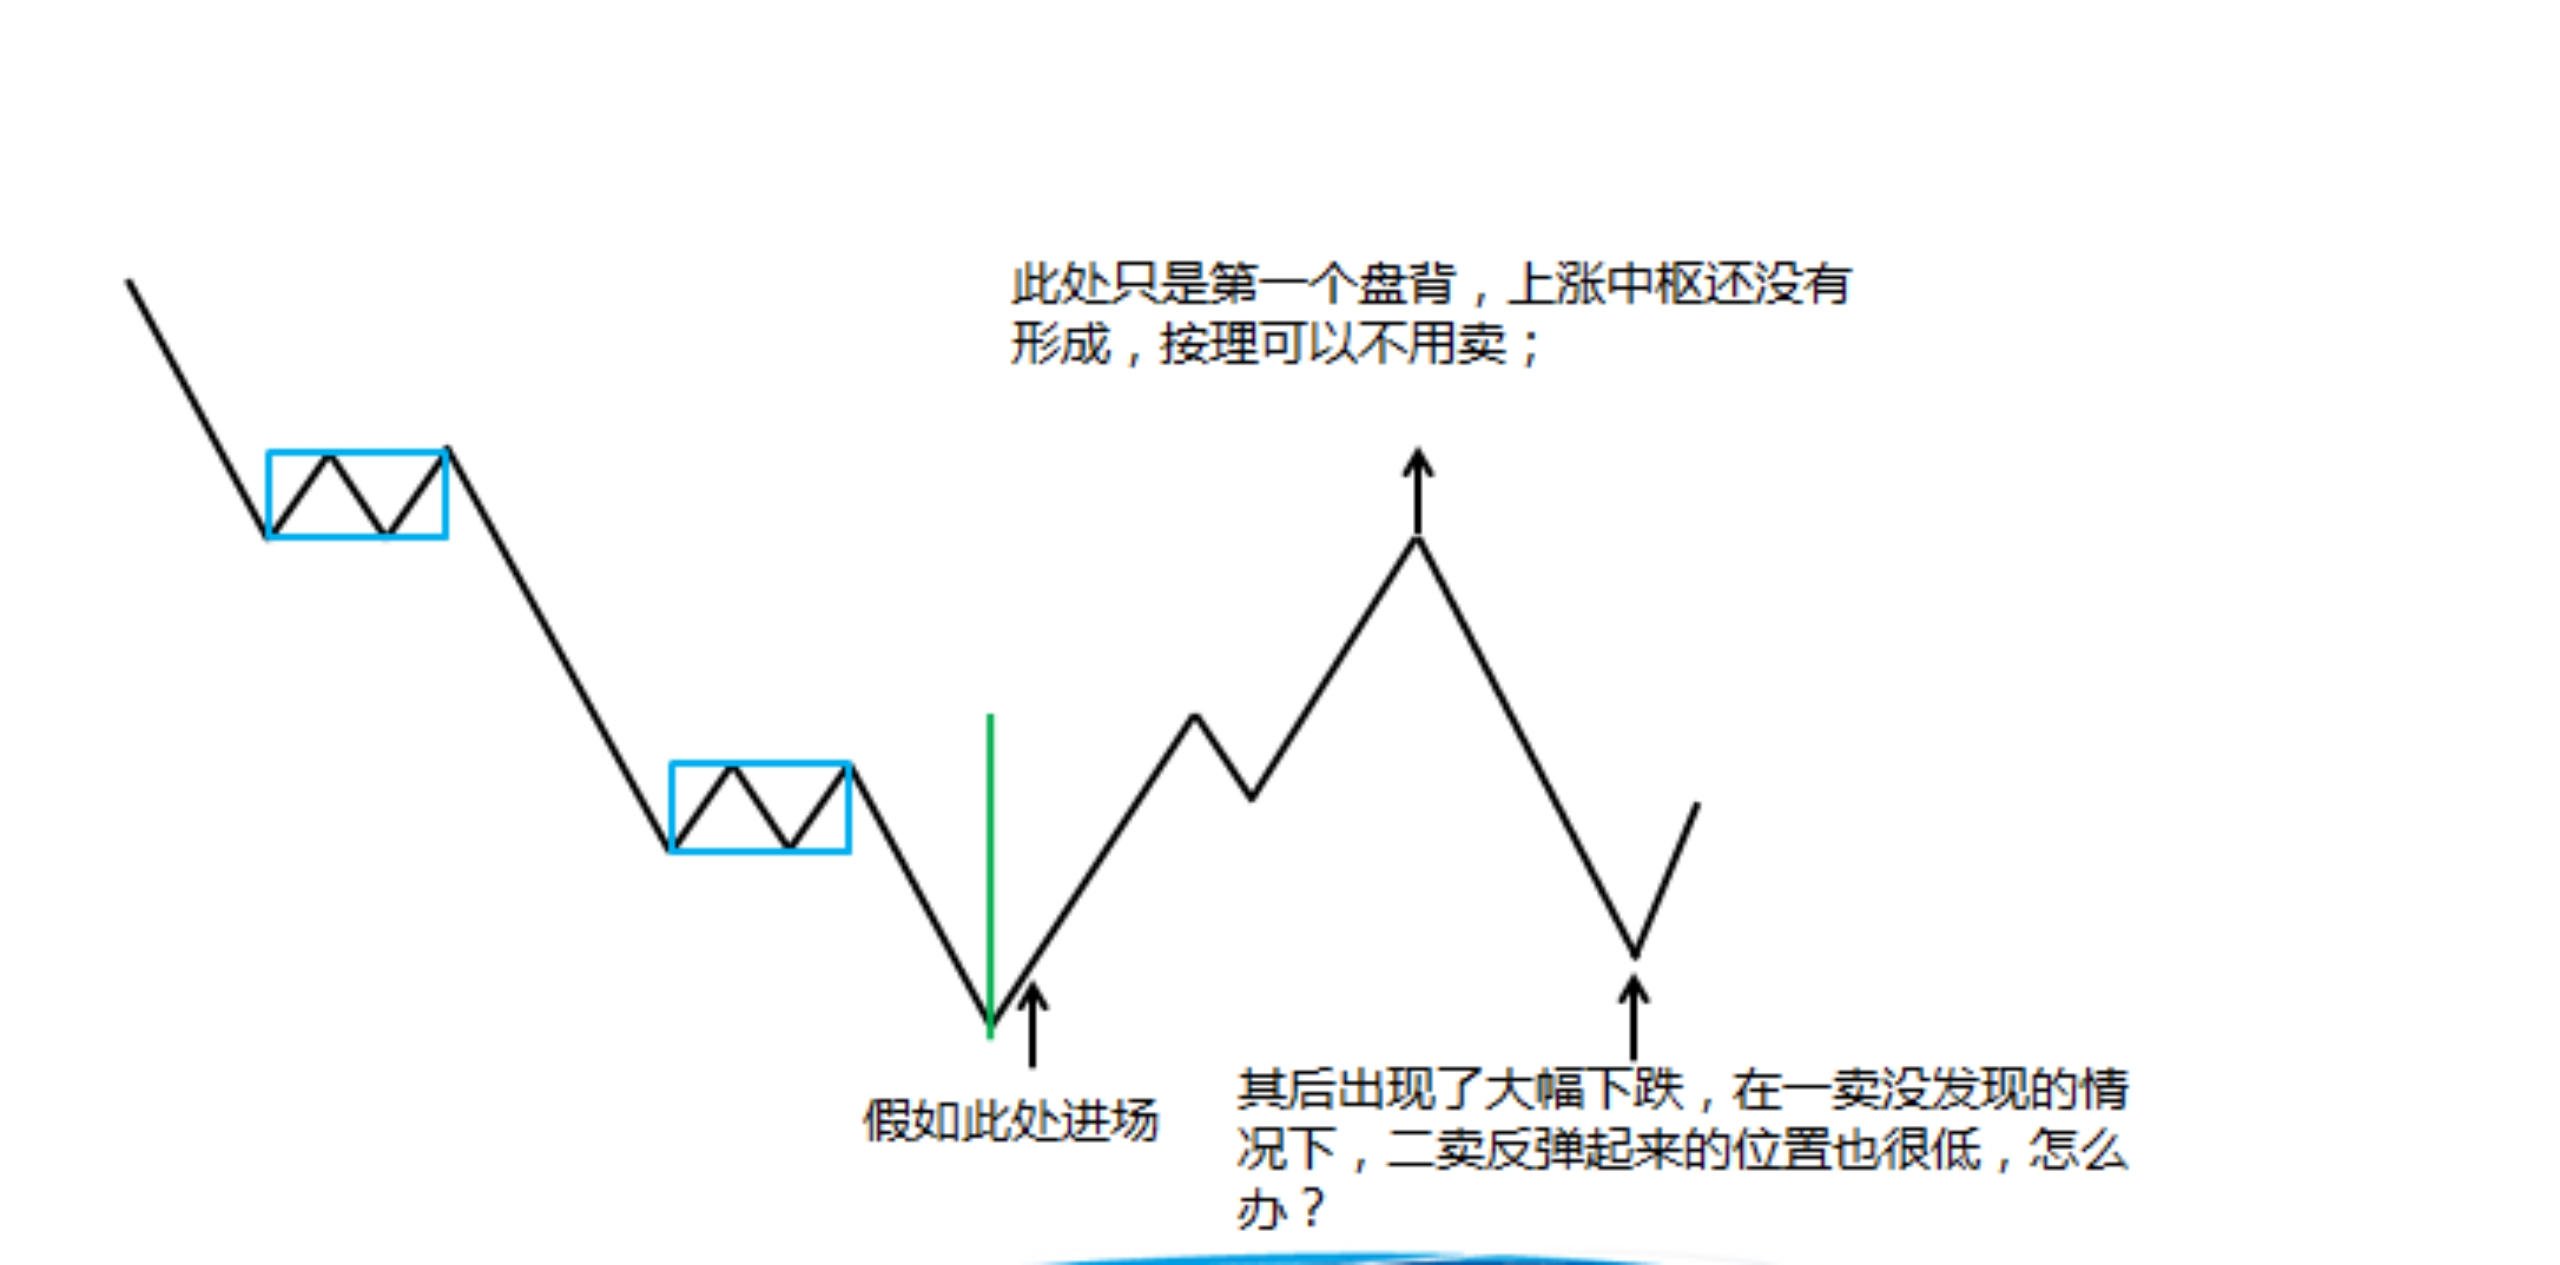 此处只是第一个盘背，上涨中枢还没有
形成，按理可以不用卖；
假如此处进场
其后出现了大幅下跌，在一卖没发现的情
况下，二卖反弹起来的位置也很低，怎么
办？